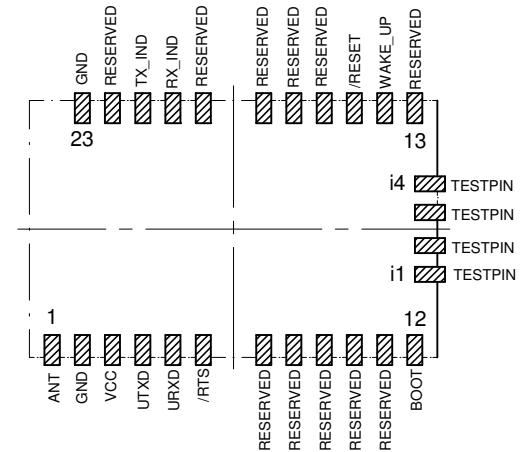 GND
RESERVED
TX_IND
RX_IND
RESERVED
RESERVED
RESERVED
RESERVED
/RESET
WAKE_UP
RESERVED
23
13
i4
TESTPIN
TESTPIN
TESTPIN
i1
TESTPIN
1
12
ANT
GND
VCC
UTXD
URXD
/RTS
RESERVED
RESERVED
RESERVED
RESERVED
RESERVED
BOOT